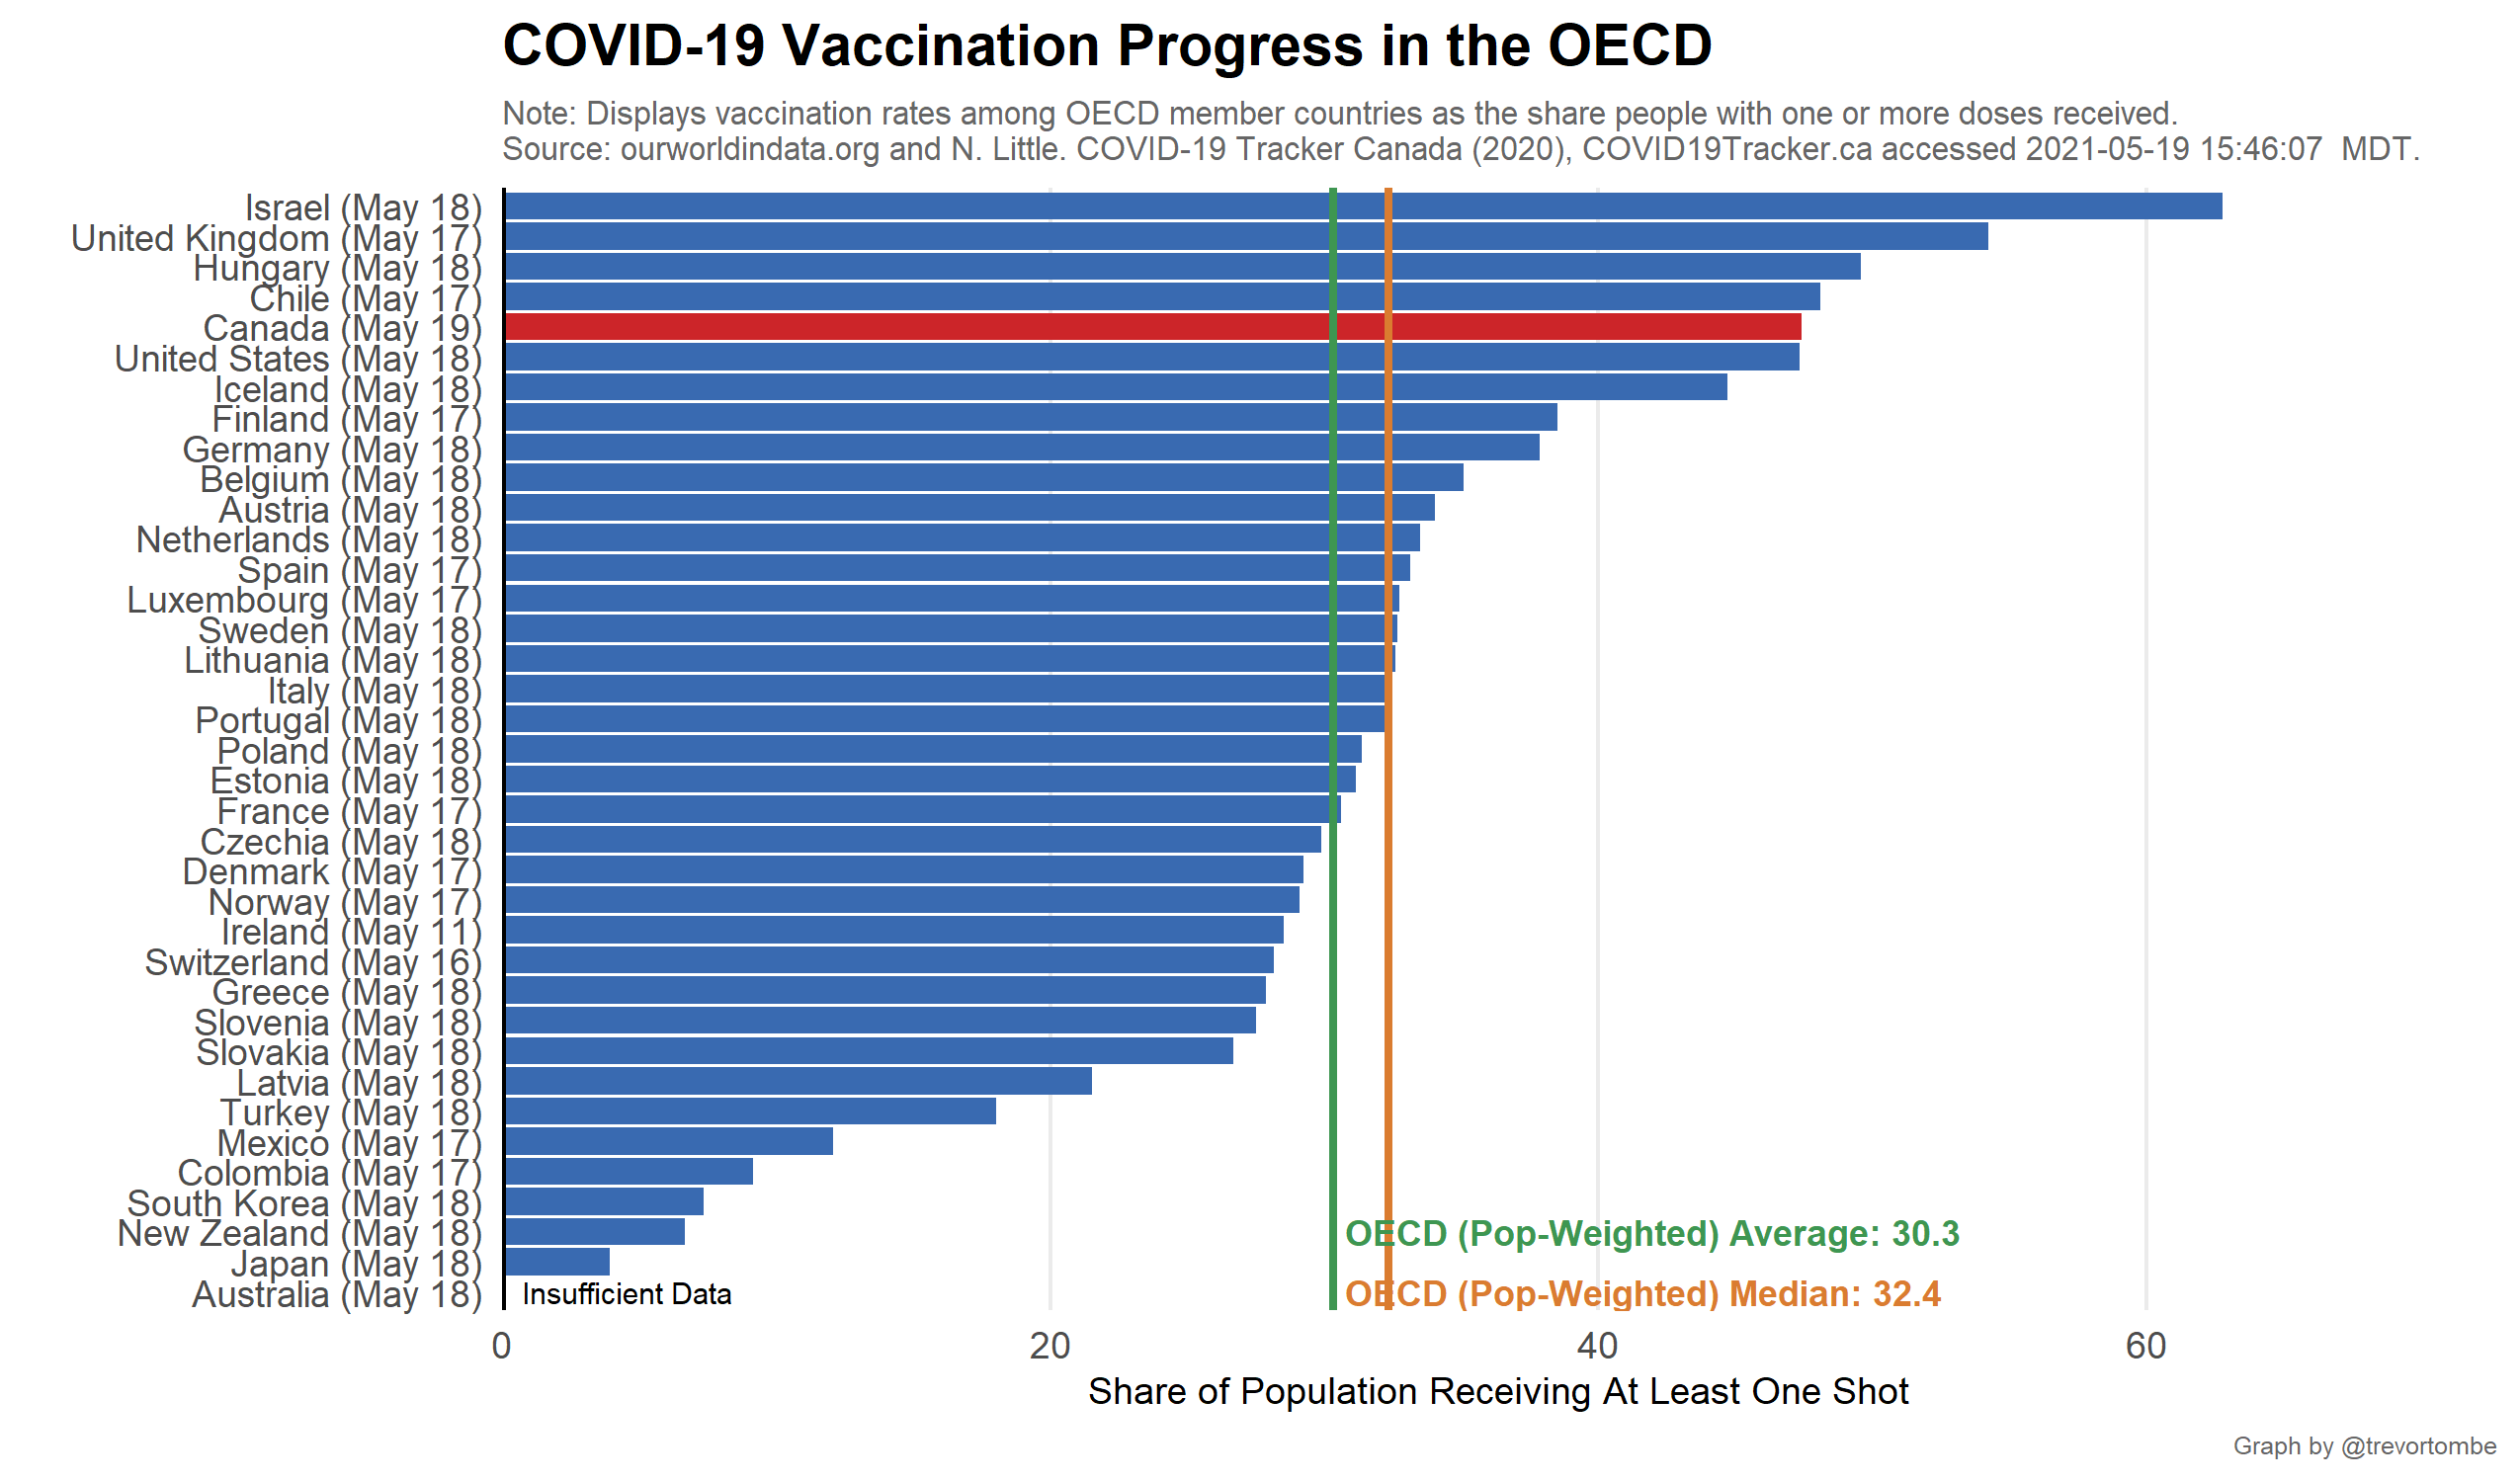 COVID-19 Vaccination Progress in the OECD
Note: Displays vaccination rates among OECD member countries as the share people with one or more doses received.
Source: ourworldindata.org and N. Little. COVID-19 Tracker Canada (2020), COVID19Tracker.ca accessed 2021-05-19 15:46:07  MDT.
Israel (May 18)
United Kingdom (May 17)
Hungary (May 18)
Chile (May 17)
Canada (May 19)
United States (May 18)
Iceland (May 18)
Finland (May 17)
Germany (May 18)
Belgium (May 18)
Austria (May 18)
Netherlands (May 18)
Spain (May 17)
Luxembourg (May 17)
Sweden (May 18)
Lithuania (May 18)
Italy (May 18)
Portugal (May 18)
Poland (May 18)
Estonia (May 18)
France (May 17)
Czechia (May 18)
Denmark (May 17)
Norway (May 17)
Ireland (May 11)
Switzerland (May 16)
Greece (May 18)
Slovenia (May 18)
Slovakia (May 18)
Latvia (May 18)
Turkey (May 18)
Mexico (May 17)
Colombia (May 17)
South Korea (May 18)
New Zealand (May 18)
OECD (Pop-Weighted) Average: 30.3
Japan (May 18)
Australia (May 18)
Insufficient Data
OECD (Pop-Weighted) Median: 32.4
0 20 40 60
Share of Population Receiving At Least One Shot
Graph by @trevortombe